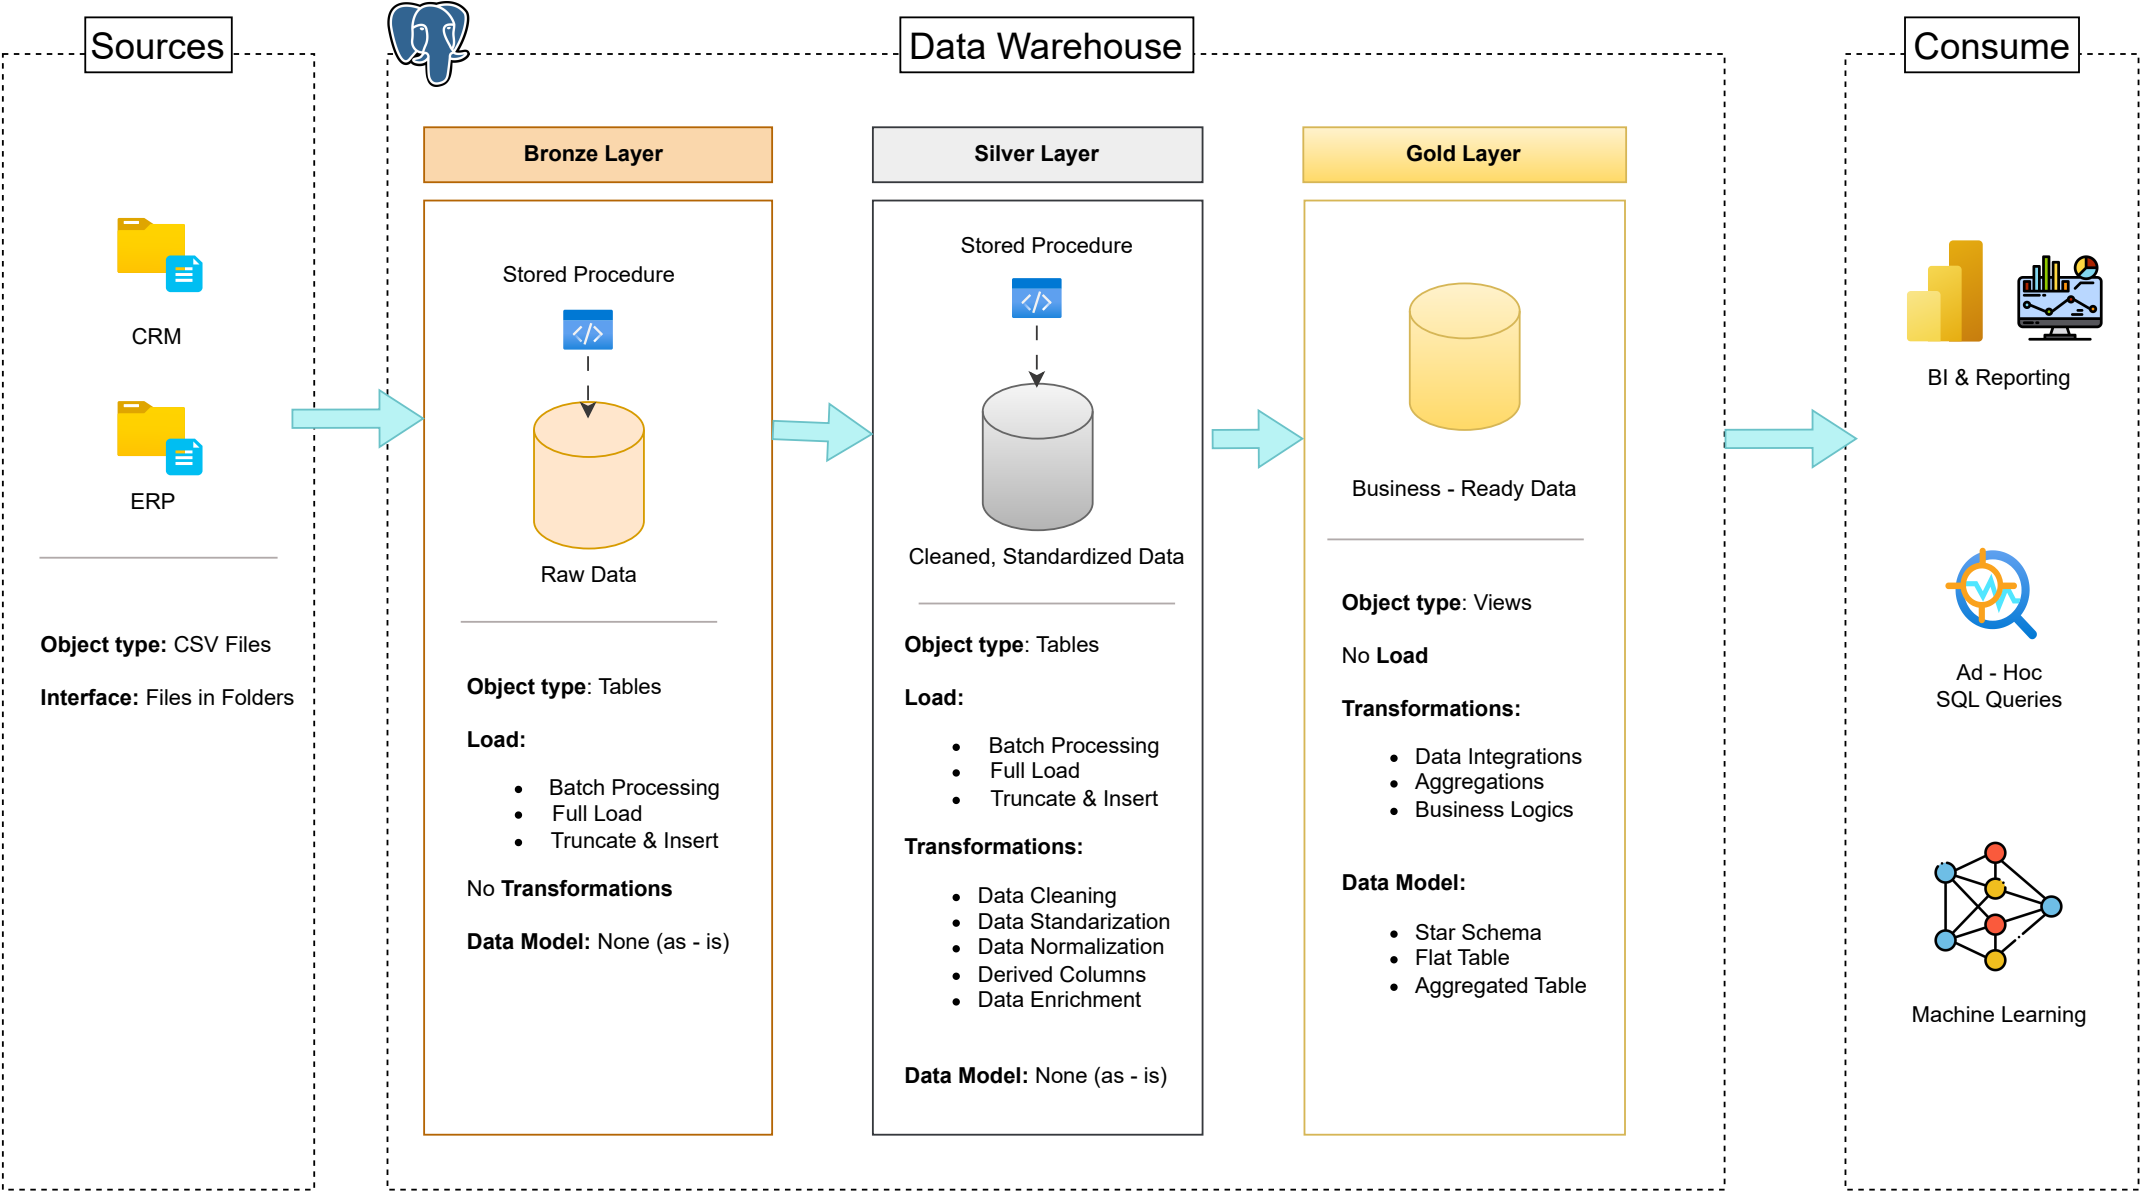 Sources
CRM
ERP
Object type: CSV Files
Interface: Files in Folders
Data Warehouse
Bronze Layer
Stored Procedure
Raw Data
Object type: Tables
Load:
Batch Processing
Full Load
Truncate & Insert
No Transformations
Data Model: None (as - is)
Silver Layer
Stored Procedure
Cleaned, Standardized Data
Object type: Tables
Load:
Batch Processing
Full Load
Truncate & Insert
Transformations:
Data Cleaning
Data Standarization
Data Normalization
Derived Columns
Data Enrichment
Data Model: None (as - is)
Gold Layer
Business - Ready Data
Object type: Views
No Load
Transformations:
Data Integrations
Aggregations
Business Logics
Data Model:
Star Schema
Flat Table
Aggregated Table
Consume
BI & Reporting
Ad - Hoc
SQL Queries
Machine Learning